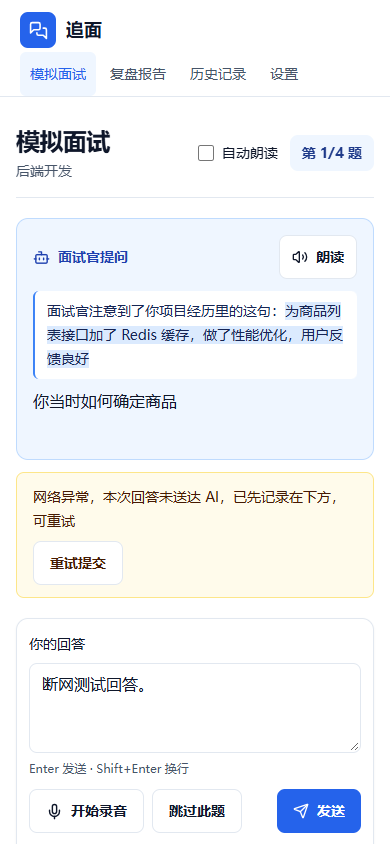 追面
模拟面试 复盘报告 历史记录 设置
模拟面试
后端开发
自动朗读
第 1/4 题
面试官提问
朗读
面试官注意到了你项目经历里的这句：为商品列
表接口加了 Redis 缓存，做了性能优化，用户反
馈良好
你当时如何确定商品
网络异常，本次回答未送达 AI，已先记录在下方，
可重试
重试提交
你的回答
断网测试回答。
Enter 发送 · Shift+Enter 换行
开始录音 跳过此题 发送